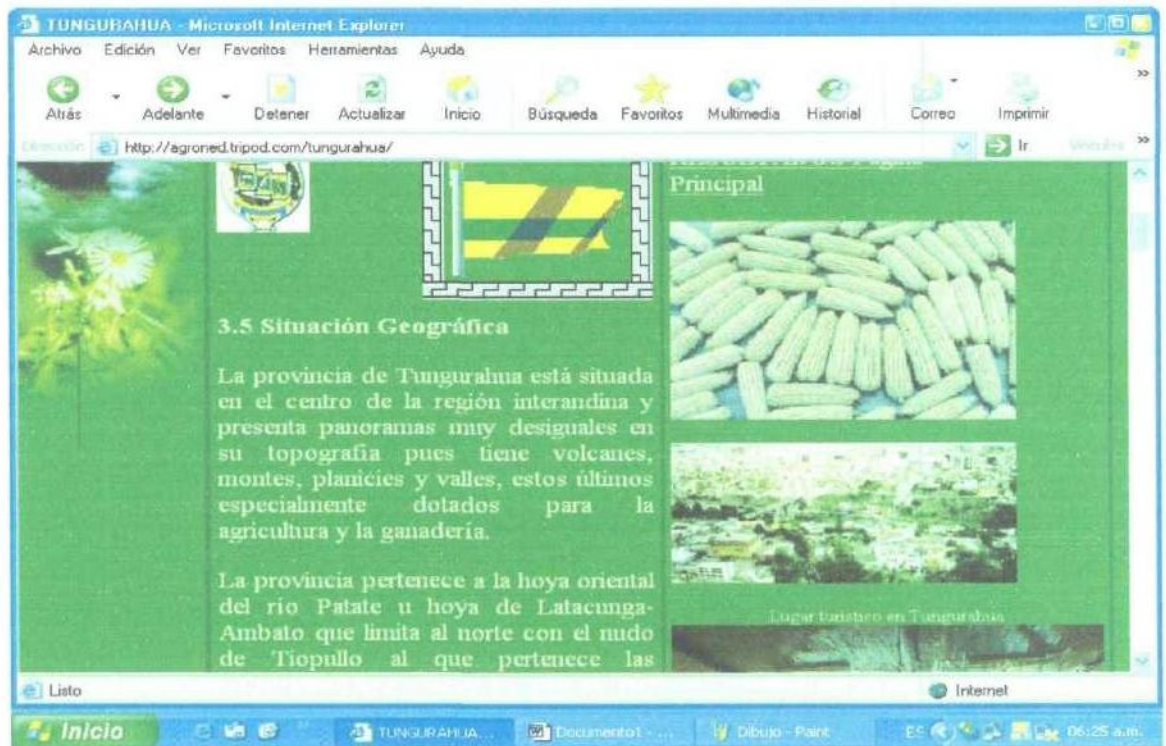 TUNGURAHUA - Microsoft Internet Explorer
Archivo Edición Ver Favoritos Herramientas Ayuda
Atrás Adelante Detener Actualizar Inicio Búsqueda Favoritos Multimedia Historial Correo Imprimir
Dirección http://agroned.tripod.com/tungurahua/ Ir Vínculos
3.5 Situación Geográfica
La provincia de Tungurahua está situada
en el centro de la región interandina y
presenta panoramas muy desiguales en
su topografía pues tiene volcanes,
montes, planicies y valles, estos últimos
especialmente dotados para la
agricultura y la ganadería.
La provincia pertenece a la hoya oriental
del río Patate u hoya de Latacunga-
Ambato que limita al norte con el nudo
de Tiopullo al que pertenece las
Principal
Lugar turístico en Tungurahua
Listo Internet
Inicio TUNGURAHUA... Documento1 - ... Dibujo - Paint ES 06:25 a.m.